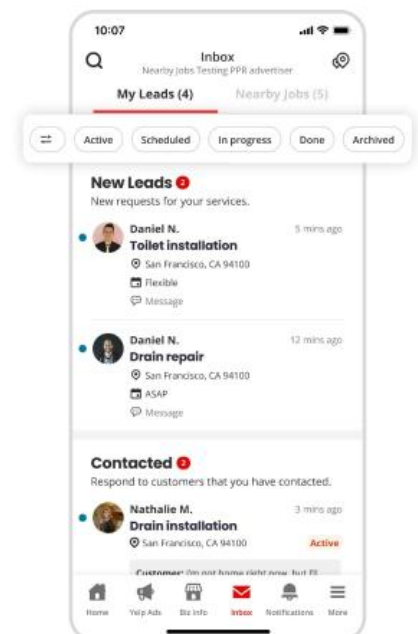 10:07
Inbox
Nearby Jobs Testing PPR advertiser
My Leads (4) Nearby Jobs (5)
Active Scheduled In progress Done Archived
New Leads 2
New requests for your services.
Daniel N. 5 mins ago
Toilet installation
San Francisco, CA 94100
Flexible
Message
Daniel N. 12 mins ago
Drain repair
San Francisco, CA 94100
ASAP
Message
Contacted 2
Respond to customers that you have contacted.
Nathalie M. 3 mins ago
Drain installation
San Francisco, CA 94100 Active
Customer: I'm not home right now, but I'll
Home Yelp Ads Biz Info Inbox Notifications More